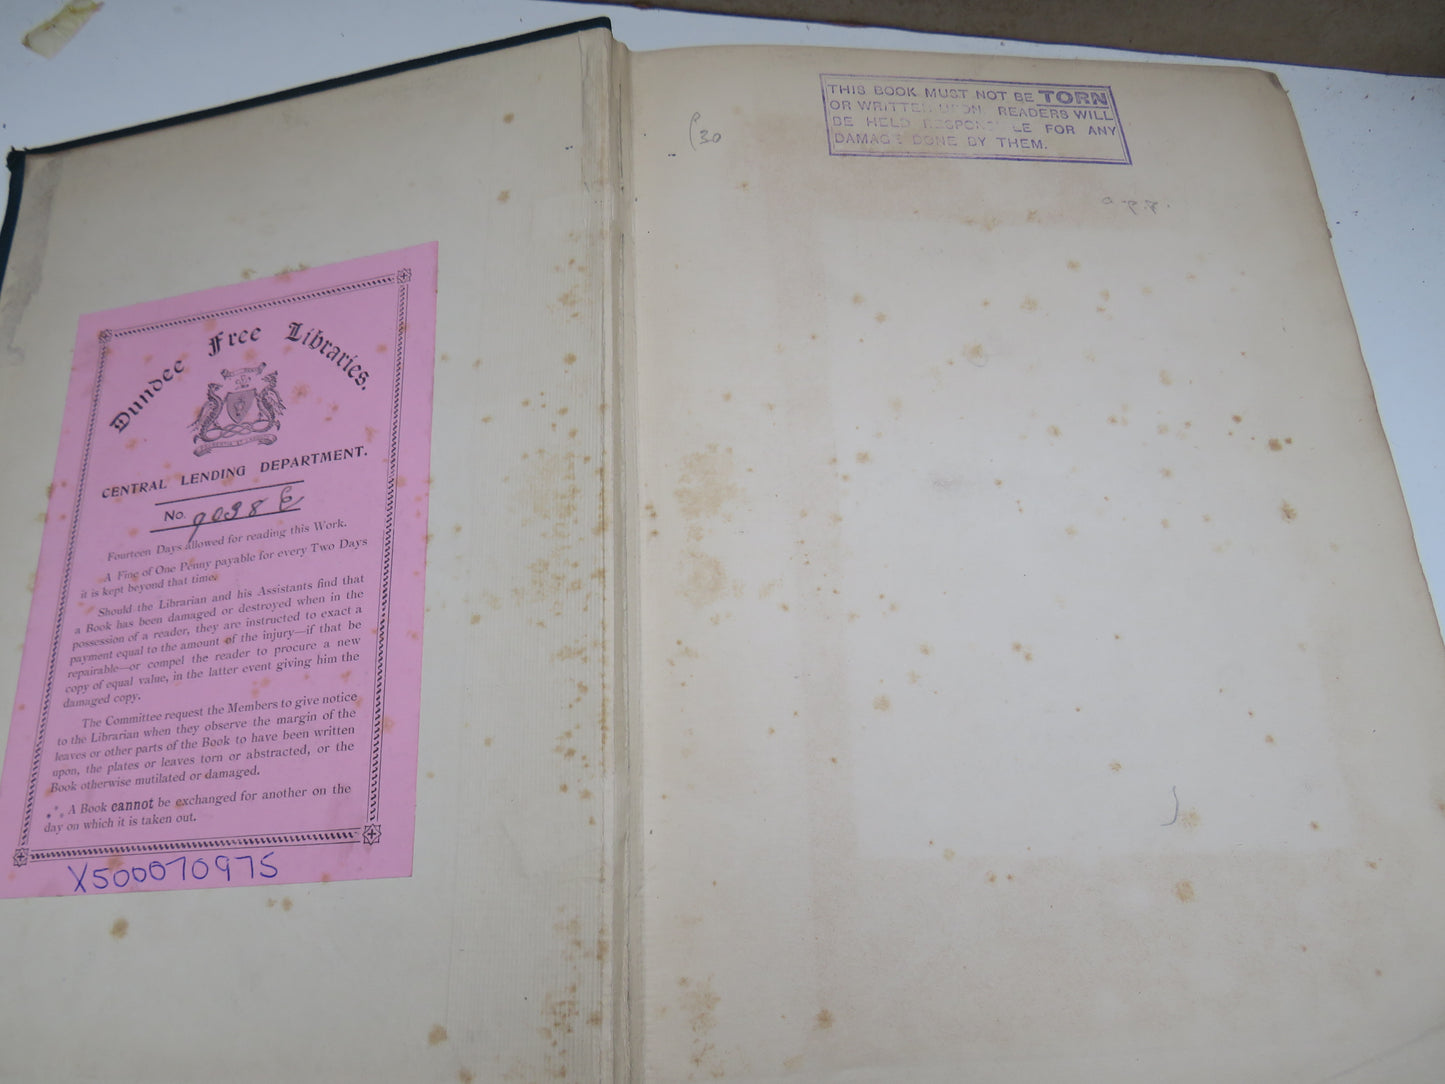 Dundee Free Libraries.
CENTRAL LENDING DEPARTMENT.
No.
Fourteen Days allowed for reading this Work.
A Fine of One Penny payable for every Two Days
it is kept beyond that time.
Should the Librarian and his Assistants find that
a Book has been damaged or destroyed when in the
possession of a reader, they are instructed to exact a
payment equal to the amount of the injury—if that be
repairable—or compel the reader to procure a new
copy of equal value, in the latter event giving him the
damaged copy.
The Committee request the Members to give notice
to the Librarian when they observe the margin of the
leaves or other parts of the Book to have been written
upon, the plates or leaves torn or abstracted, or the
Book otherwise mutilated or damaged.
A Book cannot be exchanged for another on the
day on which it is taken out.
X500070975
THIS BOOK MUST NOT BE TORN
OR WRITTEN UPON. READERS WILL
BE HELD RESPONSIBLE FOR ANY
DAMAGE DONE BY THEM.